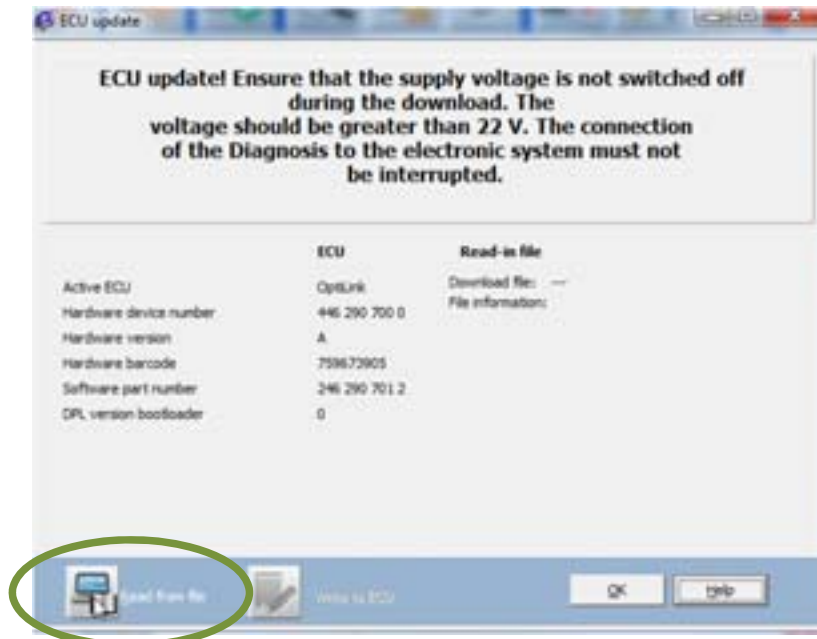 ECU update
ECU update! Ensure that the supply voltage is not switched off
during the download. The
voltage should be greater than 22 V. The connection
of the Diagnosis to the electronic system must not
be interrupted.
ECU Read-in file
Active ECU OptiLink Download file: ---
Hardware device number 446 290 700 0 File information:
Hardware version A
Hardware barcode 759673905
Software part number 246 290 701 2
DPL version bootloader 0
Read from file Write to ECU OK Help